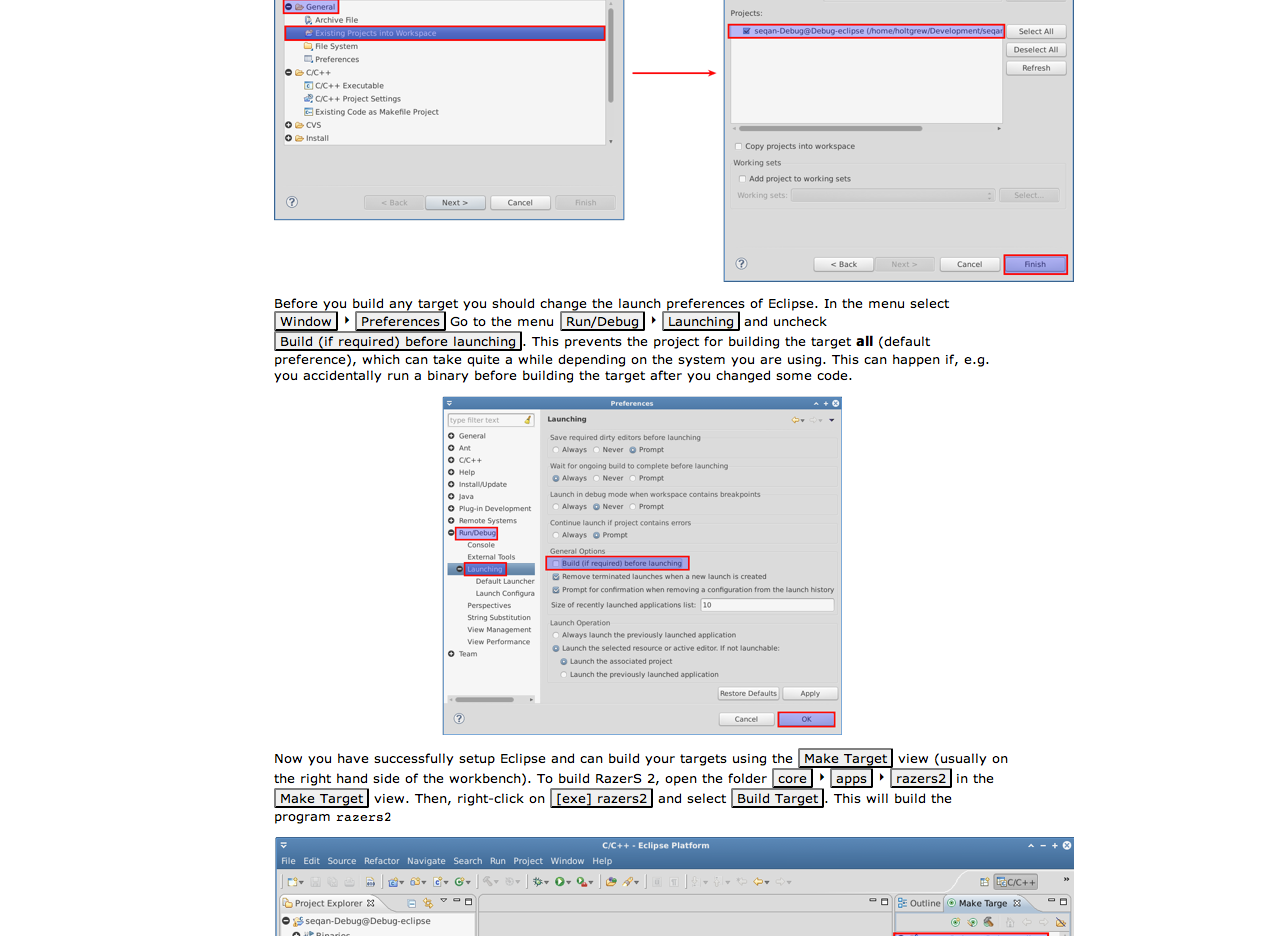 General
Archive File
Existing Projects into Workspace
File System
Preferences
C/C++
C/C++ Executable
C/C++ Project Settings
Existing Code as Makefile Project
CVS
Install
< Back Next > Cancel Finish
Projects:
seqan-Debug@Debug-eclipse (/home/holtgrew/Development/seqan
Select All
Deselect All
Refresh
Copy projects into workspace
Working sets
Add project to working sets
Working sets: Select...
< Back Next > Cancel Finish
Before you build any target you should change the launch preferences of Eclipse. In the menu select
Window Preferences Go to the menu Run/Debug Launching and uncheck
Build (if required) before launching. This prevents the project for building the target all (default
preference), which can take quite a while depending on the system you are using. This can happen if, e.g.
you accidentally run a binary before building the target after you changed some code.
Preferences
type filter text
General
Ant
C/C++
Help
Install/Update
Java
Plug-in Development
Remote Systems
Run/Debug
Console
External Tools
Launching
Default Launcher
Launch Configura
Perspectives
String Substitution
View Management
View Performance
Team
Launching
Save required dirty editors before launching
Always Never Prompt
Wait for ongoing build to complete before launching
Always Never Prompt
Launch in debug mode when workspace contains breakpoints
Always Never Prompt
Continue launch if project contains errors
Always Prompt
General Options
Build (if required) before launching
Remove terminated launches when a new launch is created
Prompt for confirmation when removing a configuration from the launch history
Size of recently launched applications list: 10
Launch Operation
Always launch the previously launched application
Launch the selected resource or active editor. If not launchable:
Launch the associated project
Launch the previously launched application
Restore Defaults Apply
Cancel OK
Now you have successfully setup Eclipse and can build your targets using the Make Target view (usually on
the right hand side of the workbench). To build RazerS 2, open the folder core apps razers2 in the
Make Target view. Then, right-click on [exe] razers2 and select Build Target. This will build the
program razers2
C/C++ - Eclipse Platform
File Edit Source Refactor Navigate Search Run Project Window Help
C/C++
Project Explorer
Outline Make Targe
seqan-Debug@Debug-eclipse
Binaries